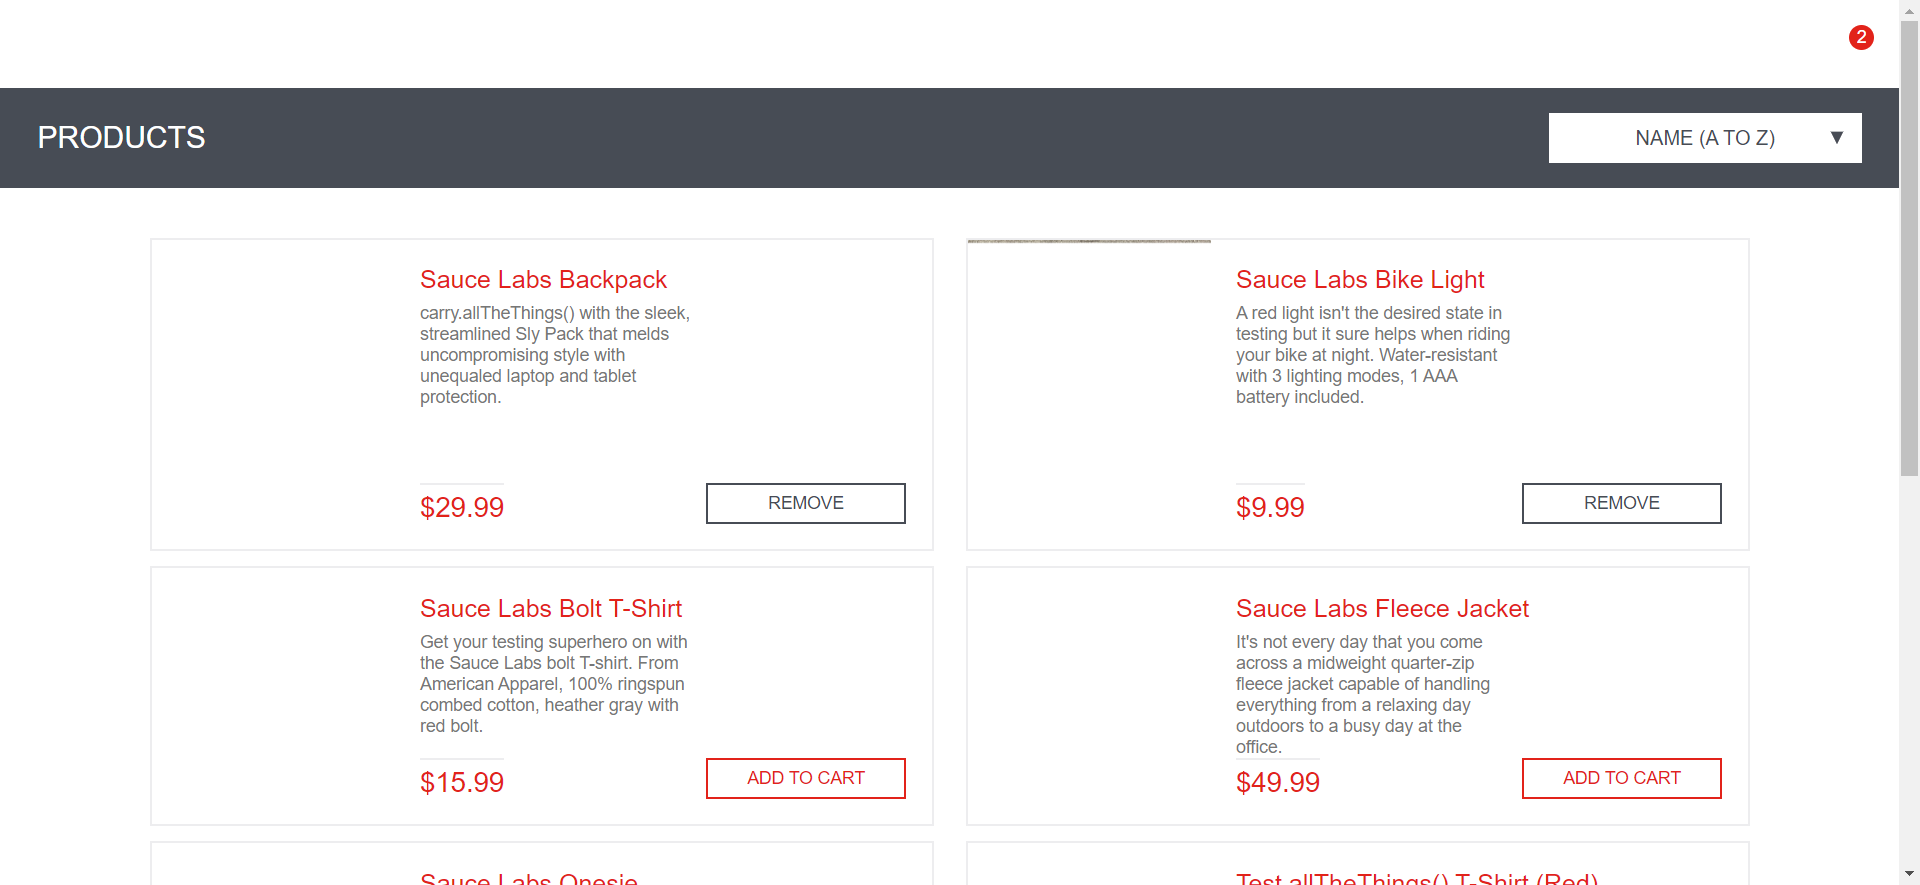 2
PRODUCTS
NAME (A TO Z)
Sauce Labs Backpack
carry.allTheThings() with the sleek,
streamlined Sly Pack that melds
uncompromising style with
unequaled laptop and tablet
protection.
$29.99
REMOVE
Sauce Labs Bike Light
A red light isn't the desired state in
testing but it sure helps when riding
your bike at night. Water-resistant
with 3 lighting modes, 1 AAA
battery included.
$9.99
REMOVE
Sauce Labs Bolt T-Shirt
Get your testing superhero on with
the Sauce Labs bolt T-shirt. From
American Apparel, 100% ringspun
combed cotton, heather gray with
red bolt.
$15.99
ADD TO CART
Sauce Labs Fleece Jacket
It's not every day that you come
across a midweight quarter-zip
fleece jacket capable of handling
everything from a relaxing day
outdoors to a busy day at the
office.
$49.99
ADD TO CART
Sauce Labs Onesie
Test.allTheThings() T-Shirt (Red)